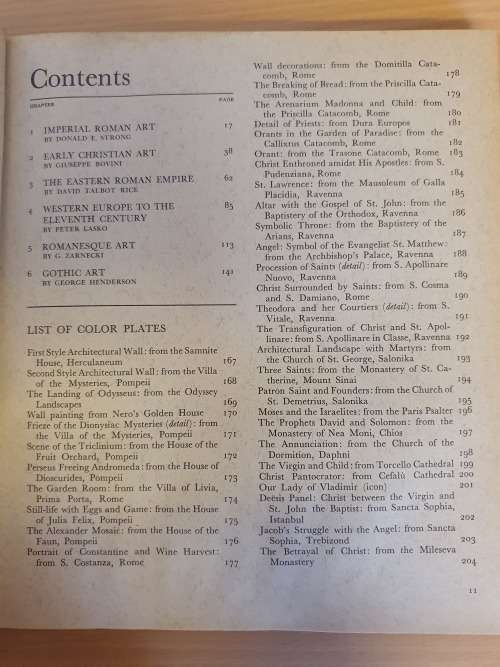 Contents
CHAPTER PAGE
1 IMPERIAL ROMAN ART 17
BY DONALD E. STRONG
2 EARLY CHRISTIAN ART 38
BY GIUSEPPE BOVINI
3 THE EASTERN ROMAN EMPIRE 62
BY DAVID TALBOT RICE
4 WESTERN EUROPE TO THE 85
ELEVENTH CENTURY
BY PETER LASKO
5 ROMANESQUE ART 113
BY G. ZARNECKI
6 GOTHIC ART 141
BY GEORGE HENDERSON
LIST OF COLOR PLATES
First Style Architectural Wall: from the Samnite
House, Herculaneum 167
Second Style Architectural Wall: from the Villa
of the Mysteries, Pompeii 168
The Landing of Odysseus: from the Odyssey
Landscapes 169
Wall painting from Nero's Golden House 170
Frieze of the Dionysiac Mysteries (detail): from
the Villa of the Mysteries, Pompeii 171
Scene of the Triclinium: from the House of the
Fruit Orchard, Pompeii 172
Perseus Freeing Andromeda: from the House of
Dioscurides, Pompeii 173
The Garden Room: from the Villa of Livia,
Prima Porta, Rome 174
Still-life with Eggs and Game: from the House
of Julia Felix, Pompeii 175
The Alexander Mosaic: from the House of the
Faun, Pompeii 176
Portrait of Constantine and Wine Harvest:
from S. Costanza, Rome 177
Wall decorations: from the Domitilla Cata-
comb, Rome 178
The Breaking of Bread: from the Priscilla Cata-
comb, Rome 179
The Arenarium Madonna and Child: from
the Priscilla Catacomb, Rome 180
Detail of Priests: from Dura Europos 181
Orants in the Garden of Paradise: from the
Callixtus Catacomb, Rome 182
Orant: from the Trasone Catacomb, Rome 183
Christ Enthroned amidst His Apostles: from S.
Pudenziana, Rome 184
St. Lawrence: from the Mausoleum of Galla
Placidia, Ravenna 185
Altar with the Gospel of St. John: from the
Baptistery of the Orthodox, Ravenna 186
Symbolic Throne: from the Baptistery of the
Arians, Ravenna 187
Angel: Symbol of the Evangelist St. Matthew:
from the Archbishop's Palace, Ravenna 188
Procession of Saints (detail): from S. Apollinare
Nuovo, Ravenna 189
Christ Surrounded by Saints: from S. Cosma
and S. Damiano, Rome 190
Theodora and her Courtiers (detail): from S.
Vitale, Ravenna 191
The Transfiguration of Christ and St. Apol-
linare: from S. Apollinare in Classe, Ravenna 192
Architectural Landscape with Martyrs: from
the Church of St. George, Salonika 193
Three Saints: from the Monastery of St. Ca-
therine, Mount Sinai 194
Patron Saint and Founders: from the Church of
St. Demetrius, Salonika 195
Moses and the Israelites: from the Paris Psalter 196
The Prophets David and Solomon: from the
Monastery of Nea Moni, Chios 197
The Annunciation: from the Church of the
Dormition, Daphni 198
The Virgin and Child: from Torcello Cathedral 199
Christ Pantocrator: from Cefalù Cathedral 200
Our Lady of Vladimir (icon) 201
Deësis Panel: Christ between the Virgin and
St. John the Baptist: from Sancta Sophia,
Istanbul 202
Jacob's Struggle with the Angel: from Sancta
Sophia, Trebizond 203
The Betrayal of Christ: from the Mileseva
Monastery 204
11